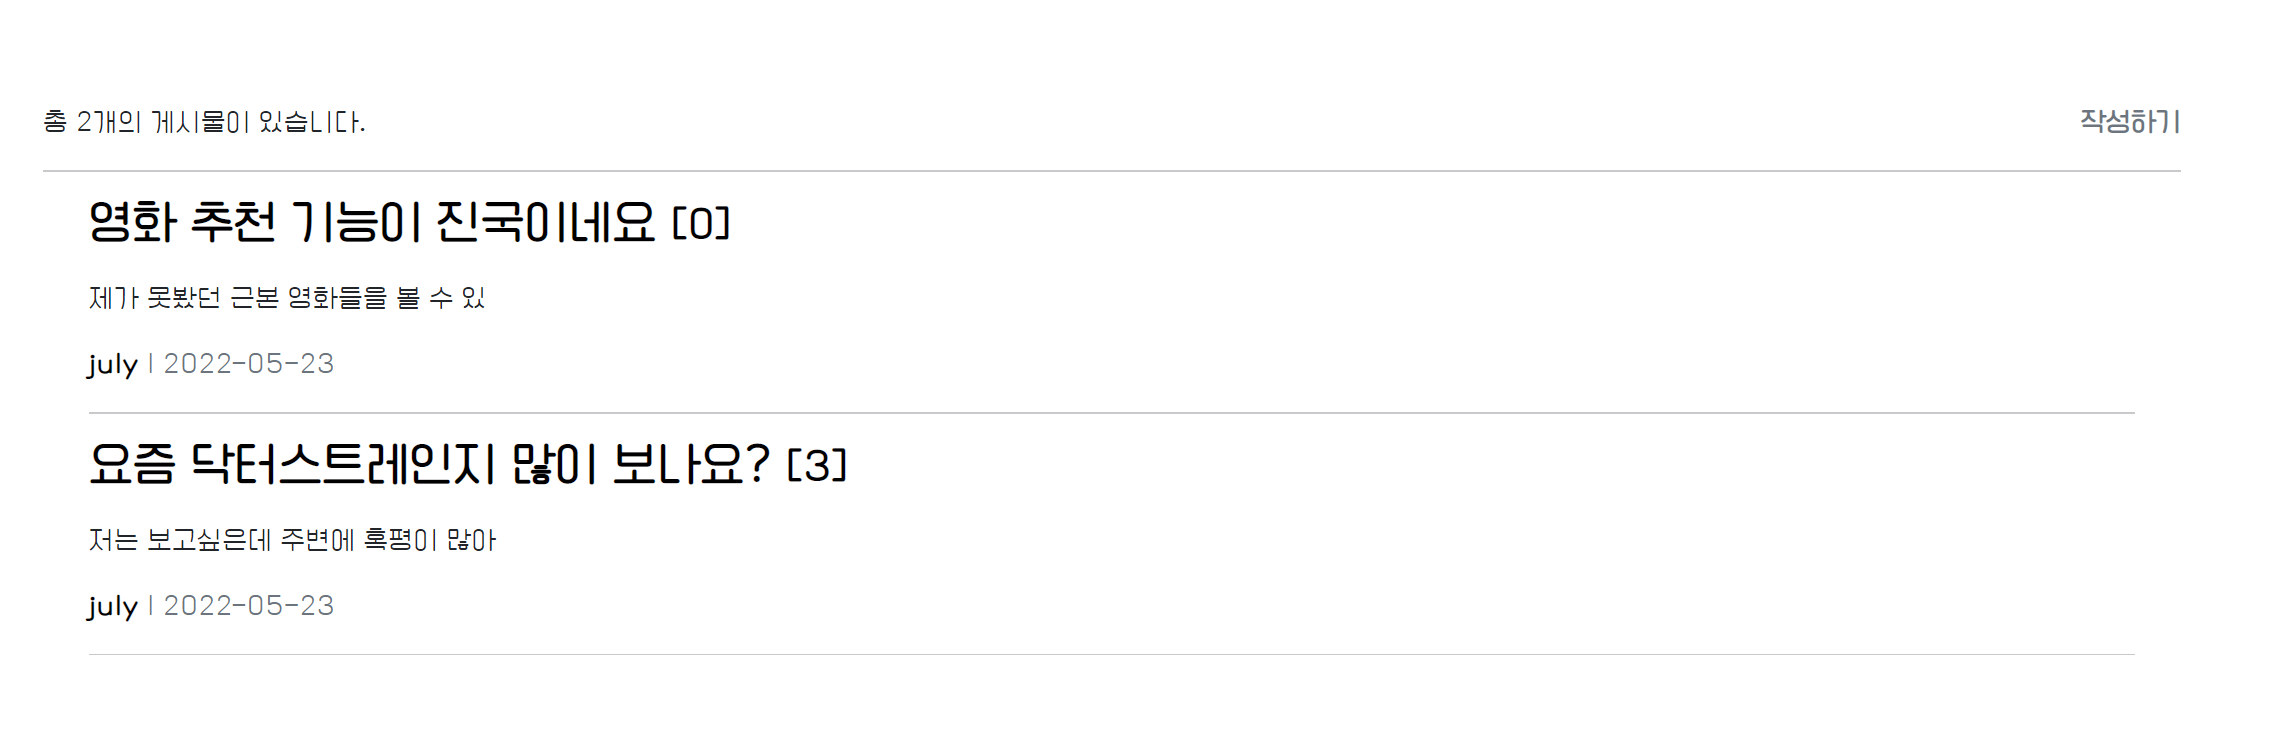 총 2개의 게시물이 있습니다. 작성하기
영화 추천 기능이 진국이네요 [0]
제가 못봤던 근본 영화들을 볼 수 있
july | 2022-05-23
요즘 닥터스트레인지 많이 보나요? [3]
저는 보고싶은데 주변에 혹평이 많아
july | 2022-05-23